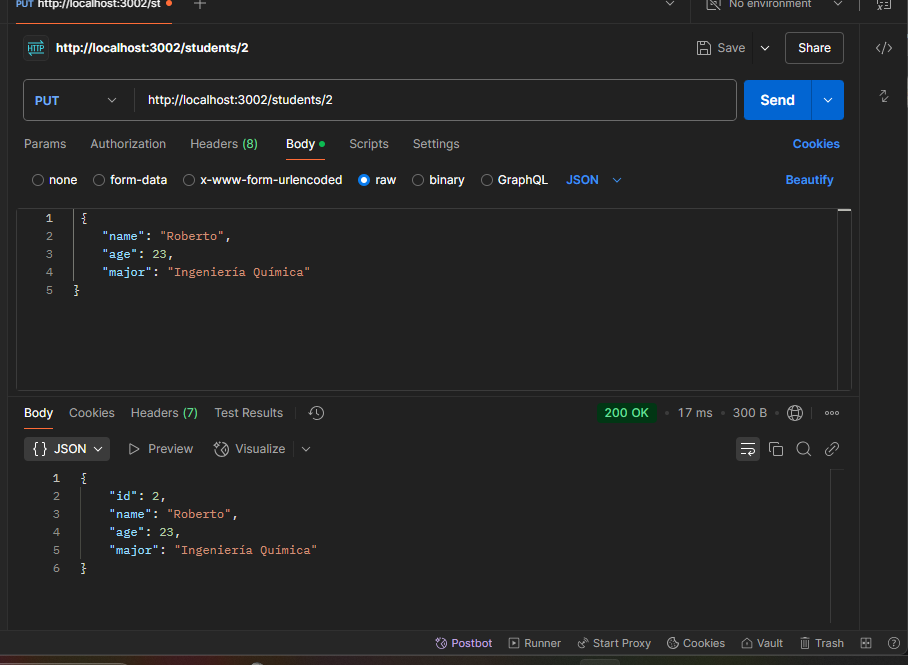 PUT http://localhost:3002/st
No environment
HTTP http://localhost:3002/students/2
Save
Share
PUT
http://localhost:3002/students/2
Send
Params Authorization Headers (8) Body Scripts Settings Cookies
none form-data x-www-form-urlencoded raw binary GraphQL JSON Beautify
1 {
2 "name": "Roberto",
3 "age": 23,
4 "major": "Ingeniería Química"
5 }
Body Cookies Headers (7) Test Results 200 OK 17 ms 300 B
{} JSON Preview Visualize
1 {
2 "id": 2,
3 "name": "Roberto",
4 "age": 23,
5 "major": "Ingeniería Química"
6 }
Postbot Runner Start Proxy Cookies Vault Trash